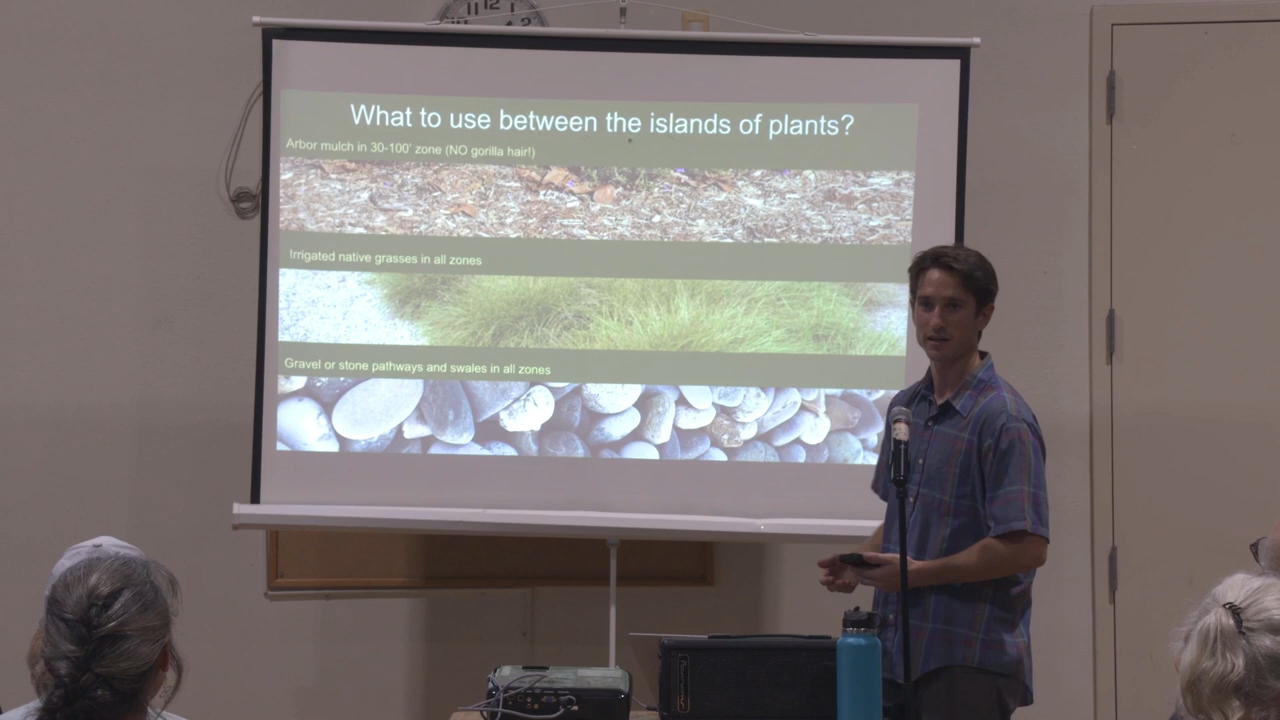 12
What to use between the islands of plants?
Arbor mulch in 30-100' zone (NO gorilla hair!)
Irrigated native grasses in all zones
Gravel or stone pathways and swales in all zones